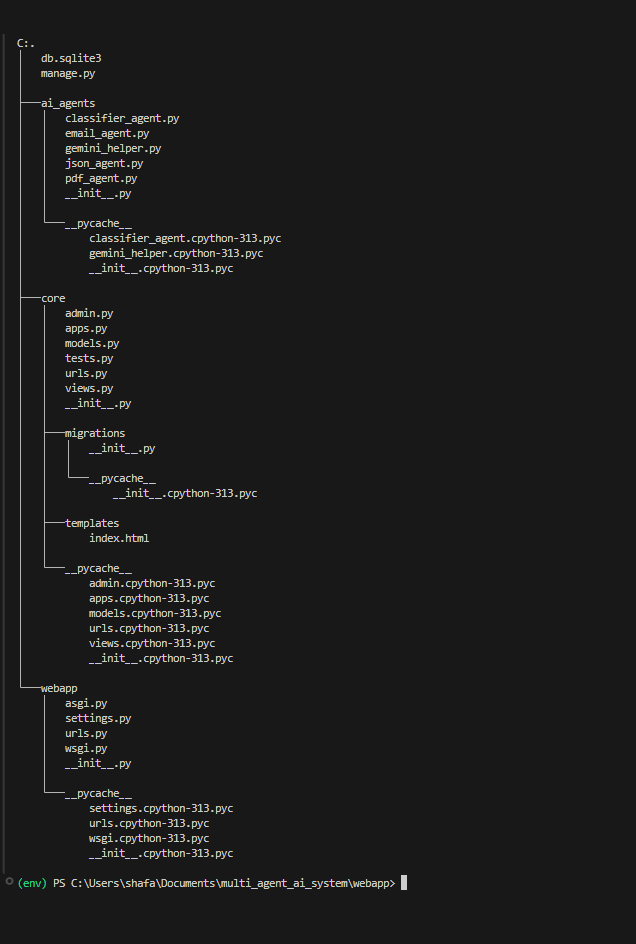 C:.
db.sqlite3
manage.py
ai_agents
classifier_agent.py
email_agent.py
gemini_helper.py
json_agent.py
pdf_agent.py
__init__.py
__pycache__
classifier_agent.cpython-313.pyc
gemini_helper.cpython-313.pyc
__init__.cpython-313.pyc
core
admin.py
apps.py
models.py
tests.py
urls.py
views.py
__init__.py
migrations
__init__.py
__pycache__
__init__.cpython-313.pyc
templates
index.html
__pycache__
admin.cpython-313.pyc
apps.cpython-313.pyc
models.cpython-313.pyc
urls.cpython-313.pyc
views.cpython-313.pyc
__init__.cpython-313.pyc
webapp
asgi.py
settings.py
urls.py
wsgi.py
__init__.py
__pycache__
settings.cpython-313.pyc
urls.cpython-313.pyc
wsgi.cpython-313.pyc
__init__.cpython-313.pyc
(env) PS C:\Users\shafa\Documents\multi_agent_ai_system\webapp>